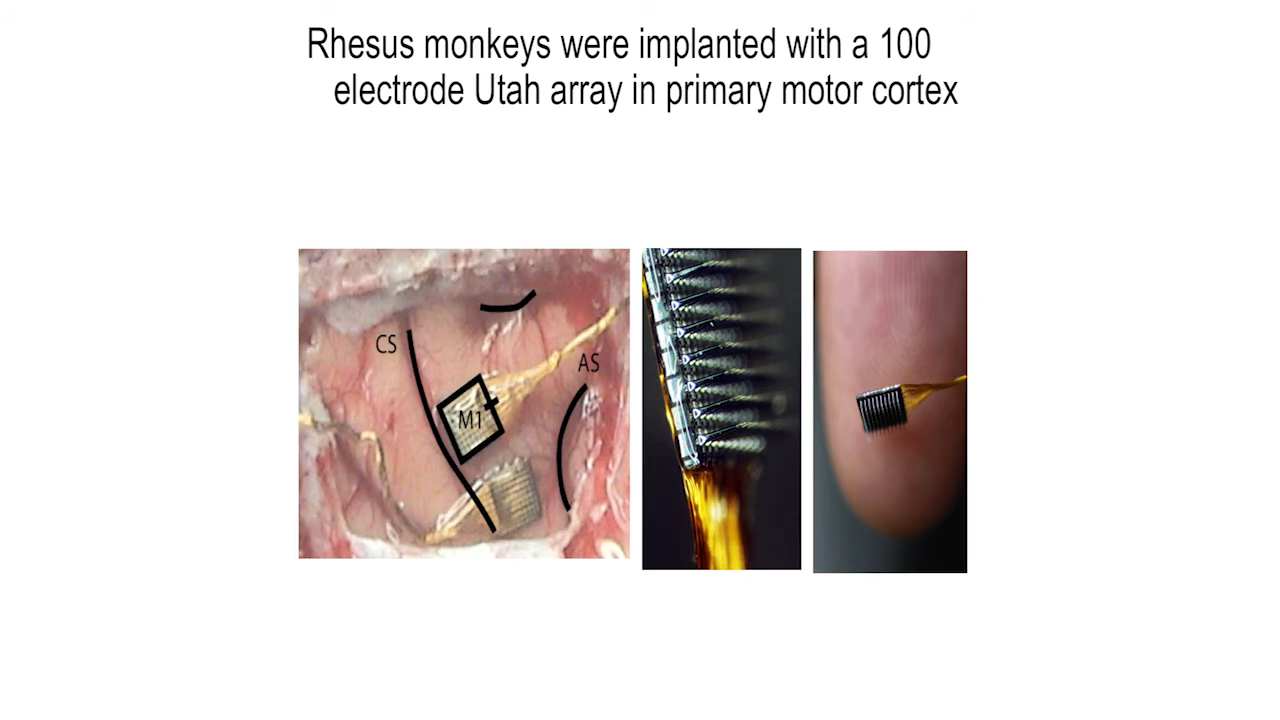 Rhesus monkeys were implanted with a 100
electrode Utah array in primary motor cortex
CS
AS
M1